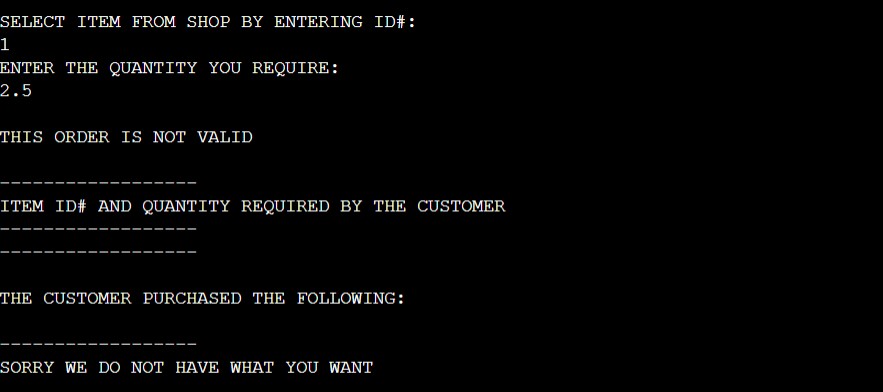 SELECT ITEM FROM SHOP BY ENTERING ID#:
1
ENTER THE QUANTITY YOU REQUIRE:
2.5
THIS ORDER IS NOT VALID
------------------
ITEM ID# AND QUANTITY REQUIRED BY THE CUSTOMER
------------------
------------------
THE CUSTOMER PURCHASED THE FOLLOWING:
------------------
SORRY WE DO NOT HAVE WHAT YOU WANT